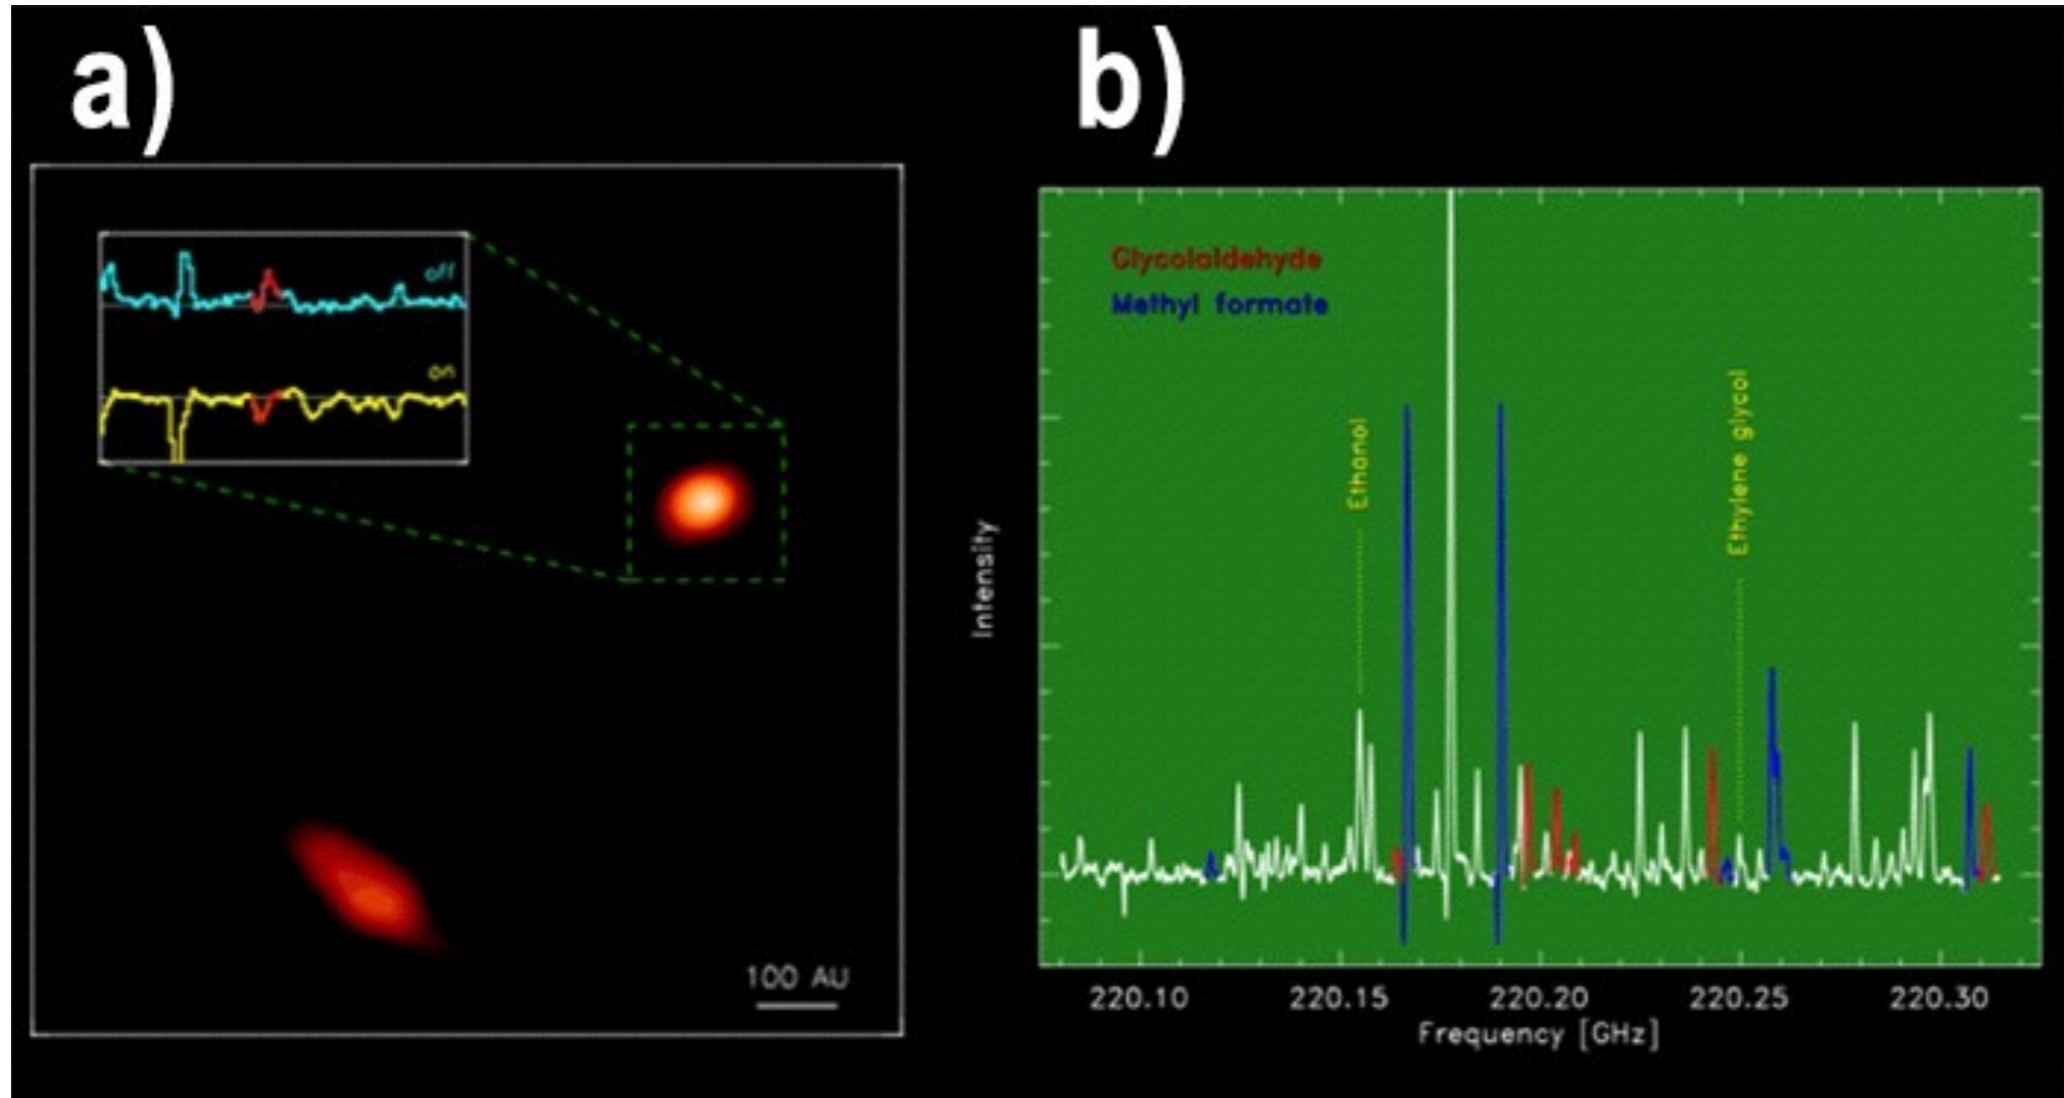 a)
off
on
100 AU
b)
Glycolaldehyde
Methyl formate
Ethanol
Ethylene glycol
Intensity
220.10 220.15 220.20 220.25 220.30
Frequency [GHz]